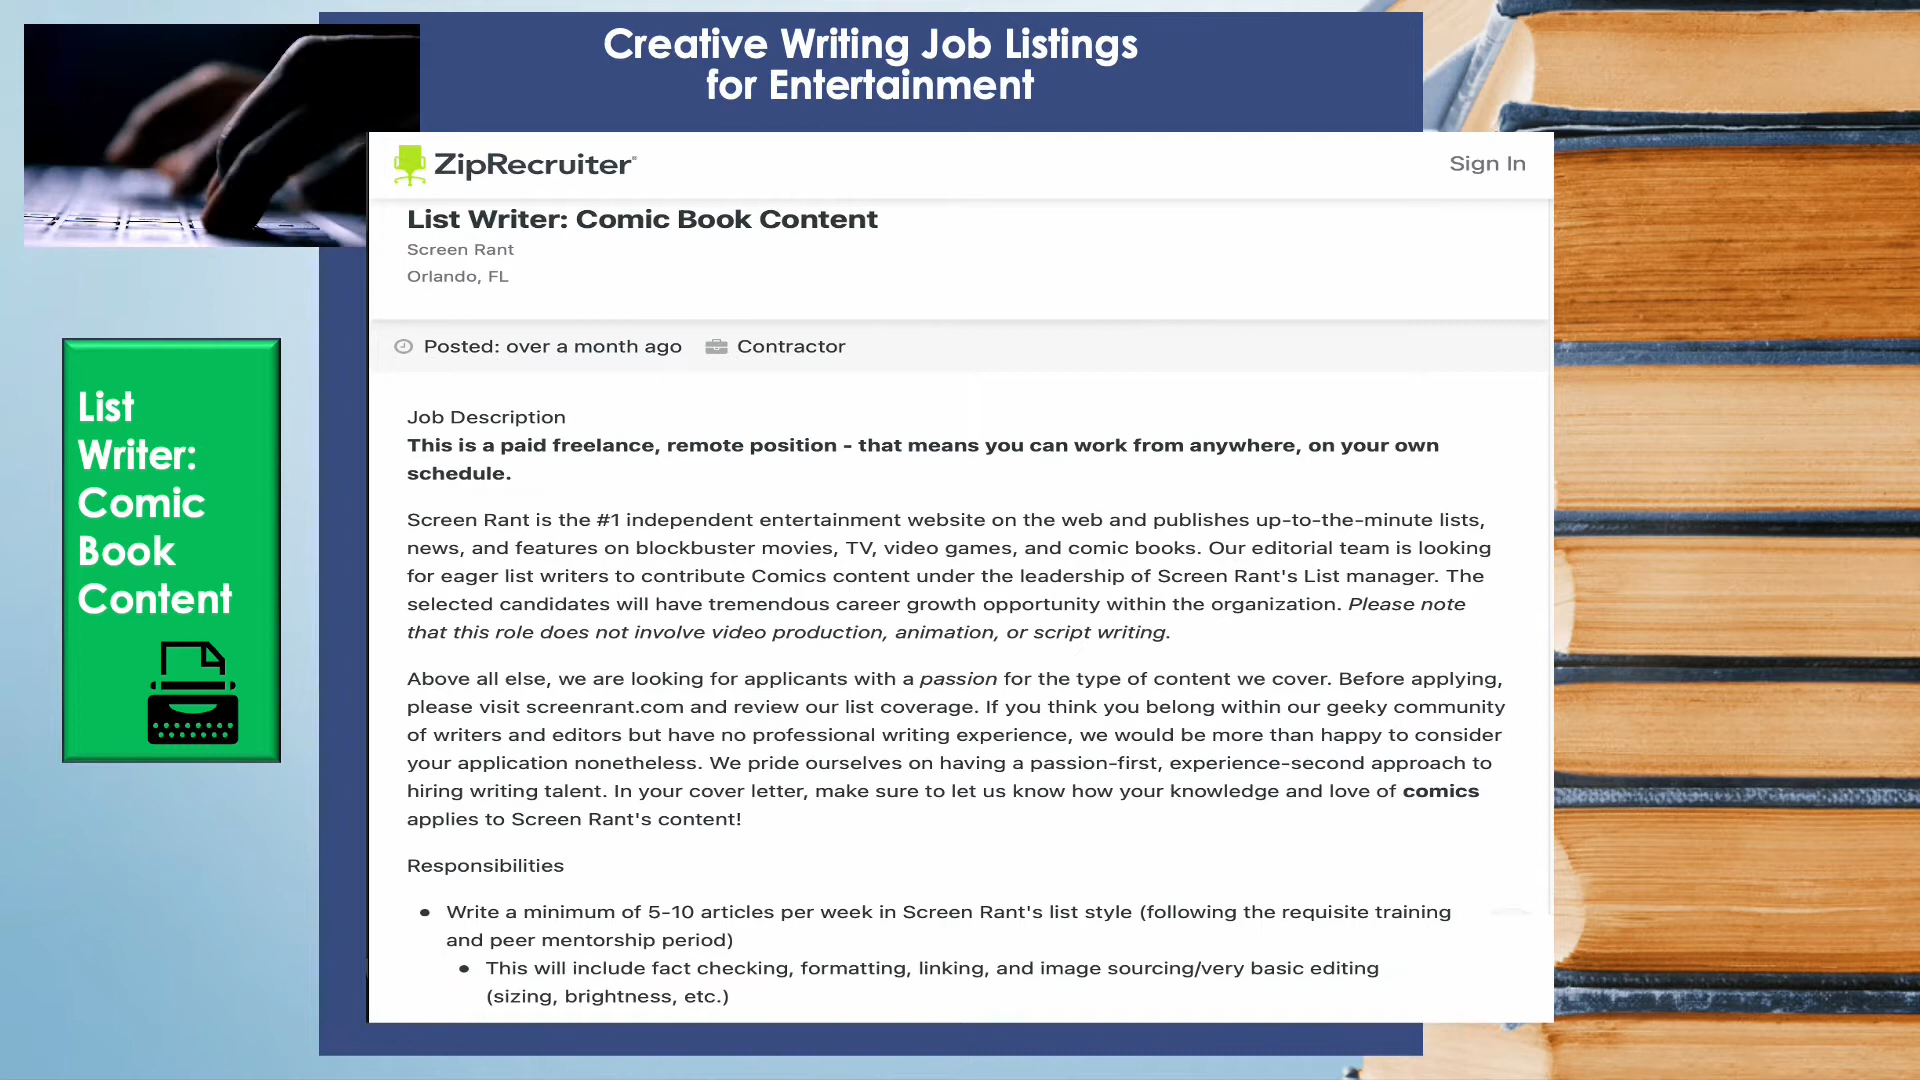 Creative Writing Job Listings
for Entertainment
ZipRecruiter
Sign In
List Writer: Comic Book Content
Screen Rant
Orlando, FL
Posted: over a month ago
Contractor
List
Writer:
Comic
Book
Content
Job Description
This is a paid freelance, remote position - that means you can work from anywhere, on your own
schedule.
Screen Rant is the #1 independent entertainment website on the web and publishes up-to-the-minute lists,
news, and features on blockbuster movies, TV, video games, and comic books. Our editorial team is looking
for eager list writers to contribute Comics content under the leadership of Screen Rant's List manager. The
selected candidates will have tremendous career growth opportunity within the organization. Please note
that this role does not involve video production, animation, or script writing.
Above all else, we are looking for applicants with a passion for the type of content we cover. Before applying,
please visit screenrant.com and review our list coverage. If you think you belong within our geeky community
of writers and editors but have no professional writing experience, we would be more than happy to consider
your application nonetheless. We pride ourselves on having a passion-first, experience-second approach to
hiring writing talent. In your cover letter, make sure to let us know how your knowledge and love of comics
applies to Screen Rant's content!
Responsibilities
● Write a minimum of 5-10 articles per week in Screen Rant's list style (following the requisite training
and peer mentorship period)
● This will include fact checking, formatting, linking, and image sourcing/very basic editing
(sizing, brightness, etc.)